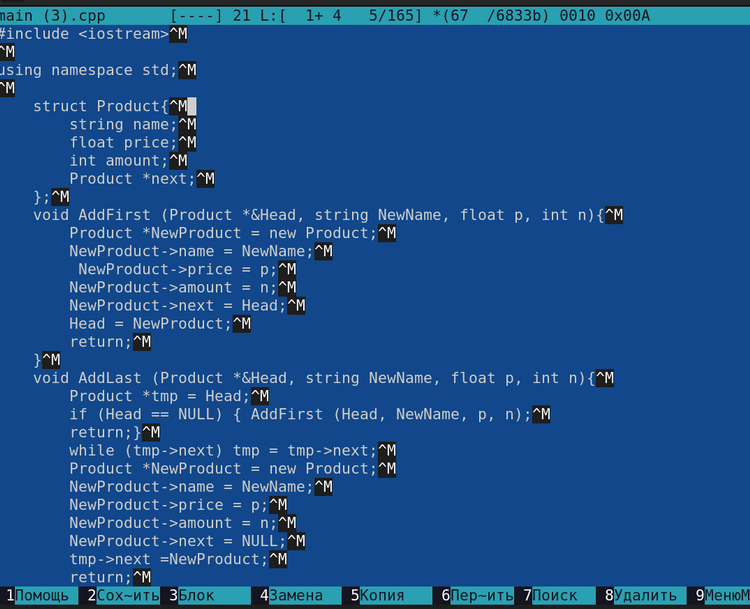 main (3).cpp [----] 21 L:[ 1+ 4 5/165] *(67 /6833b) 0010 0x00A
#include <iostream>^M
^M
using namespace std;^M
^M
struct Product{^M
string name;^M
float price;^M
int amount;^M
Product *next;^M
};^M
void AddFirst (Product *&Head, string NewName, float p, int n){^M
Product *NewProduct = new Product;^M
NewProduct->name = NewName;^M
NewProduct->price = p;^M
NewProduct->amount = n;^M
NewProduct->next = Head;^M
Head = NewProduct;^M
return;^M
}^M
void AddLast (Product *&Head, string NewName, float p, int n){^M
Product *tmp = Head;^M
if (Head == NULL) { AddFirst (Head, NewName, p, n);^M
return;}^M
while (tmp->next) tmp = tmp->next;^M
Product *NewProduct = new Product;^M
NewProduct->name = NewName;^M
NewProduct->price = p;^M
NewProduct->amount = n;^M
NewProduct->next = NULL;^M
tmp->next =NewProduct;^M
return;^M
1Помощь 2Сох~ить 3Блок 4Замена 5Копия 6Пер~ить 7Поиск 8Удалить 9МенюМ